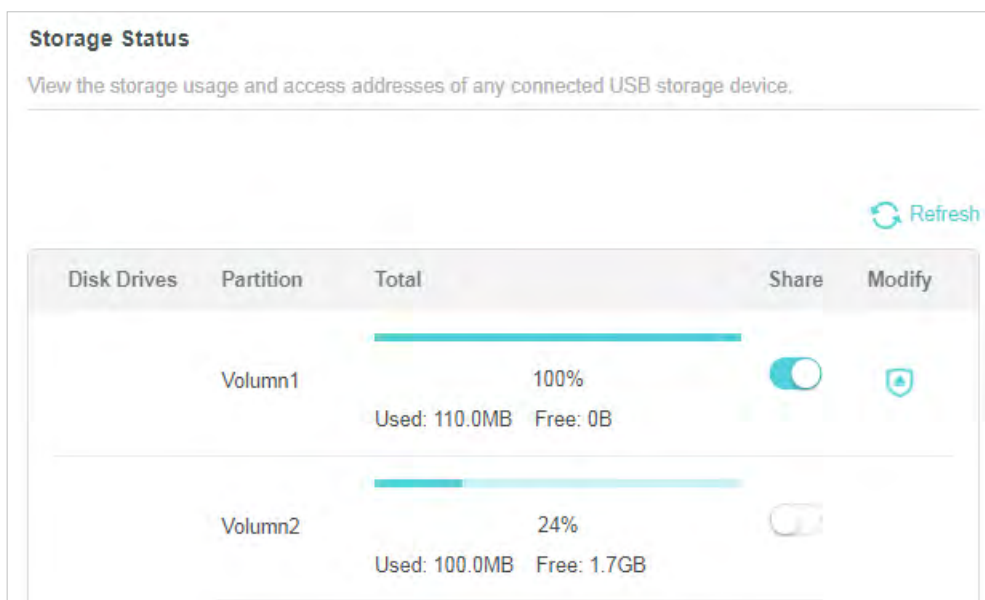 Storage Status
View the storage usage and access addresses of any connected USB storage device.
Refresh
Disk Drives Partition Total Share Modify
Volumn1 100%
Used: 110.0MB Free: 0B
Volumn2 24%
Used: 100.0MB Free: 1.7GB